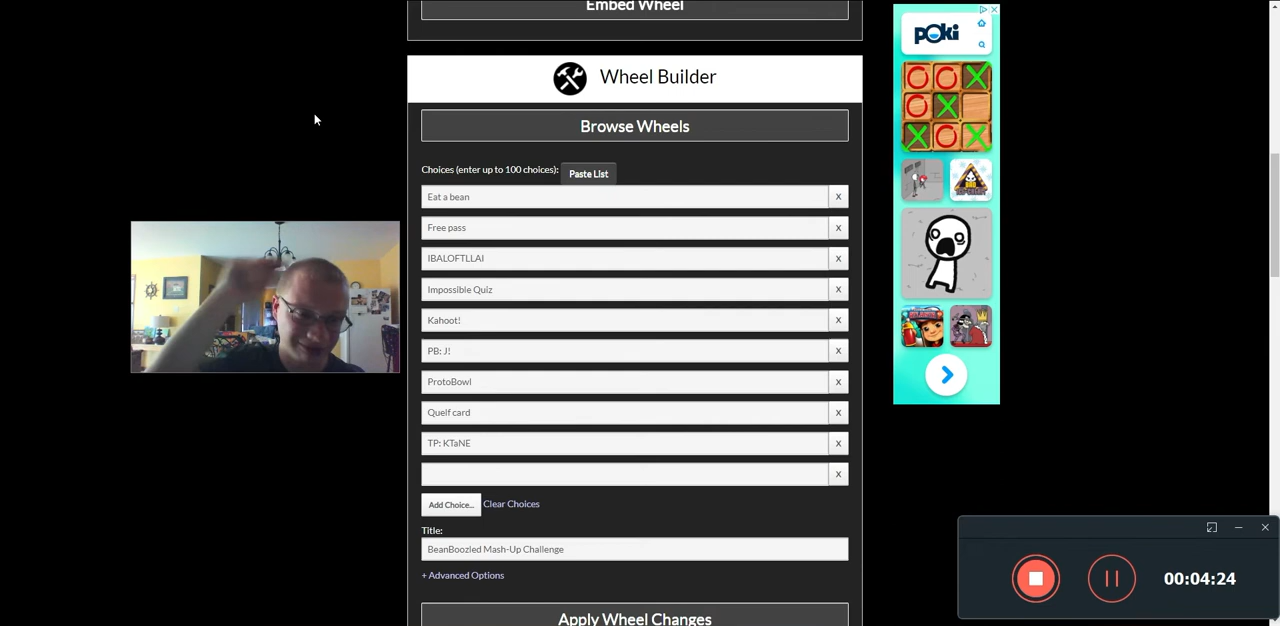 Embed Wheel
Wheel Builder
Browse Wheels
Choices (enter up to 100 choices): Paste List
Eat a bean X
Free pass X
IBALOFTLLAI X
Impossible Quiz X
Kahoot! X
PB: J! X
ProtoBowl X
Quelf card X
TP: KTaNE X
X
Add Choice... Clear Choices
Title:
BeanBoozled Mash-Up Challenge
+ Advanced Options
Apply Wheel Changes
POKI
00:04:24